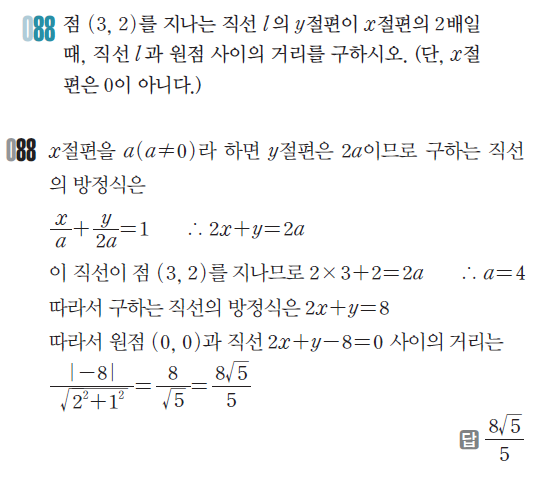 088 점 (3, 2)를 지나는 직선 l의 y절편이 x절편의 2배일
때, 직선 l과 원점 사이의 거리를 구하시오. (단, x절
편은 0이 아니다.)
088 x절편을 a(a≠0)라 하면 y절편은 2a이므로 구하는 직선
의 방정식은
x/a+y/2a=1 ∴ 2x+y=2a
이 직선이 점 (3, 2)를 지나므로 2×3+2=2a ∴ a=4
따라서 구하는 직선의 방정식은 2x+y=8
따라서 원점 (0, 0)과 직선 2x+y-8=0 사이의 거리는
|-8|/√(2²+1²)=8/√5=8√5/5
답 8√5/5